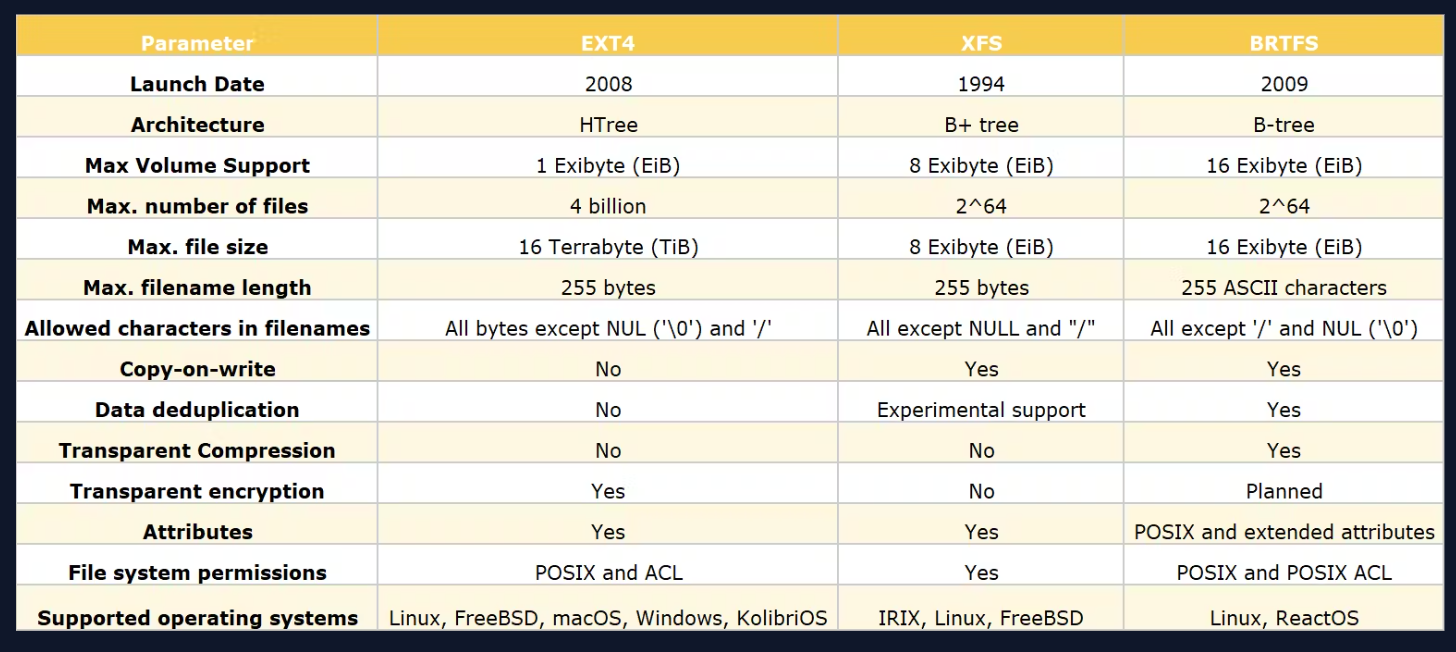 Parameter EXT4 XFS BRTFS
Launch Date 2008 1994 2009
Architecture HTree B+ tree B-tree
Max Volume Support 1 Exibyte (EiB) 8 Exibyte (EiB) 16 Exibyte (EiB)
Max. number of files 4 billion 2^64 2^64
Max. file size 16 Terrabyte (TiB) 8 Exibyte (EiB) 16 Exibyte (EiB)
Max. filename length 255 bytes 255 bytes 255 ASCII characters
Allowed characters in filenames All bytes except NUL ('\0') and '/' All except NULL and "/" All except '/' and NUL ('\0')
Copy-on-write No Yes Yes
Data deduplication No Experimental support Yes
Transparent Compression No No Yes
Transparent encryption Yes No Planned
Attributes Yes Yes POSIX and extended attributes
File system permissions POSIX and ACL Yes POSIX and POSIX ACL
Supported operating systems Linux, FreeBSD, macOS, Windows, KolibriOS IRIX, Linux, FreeBSD Linux, ReactOS